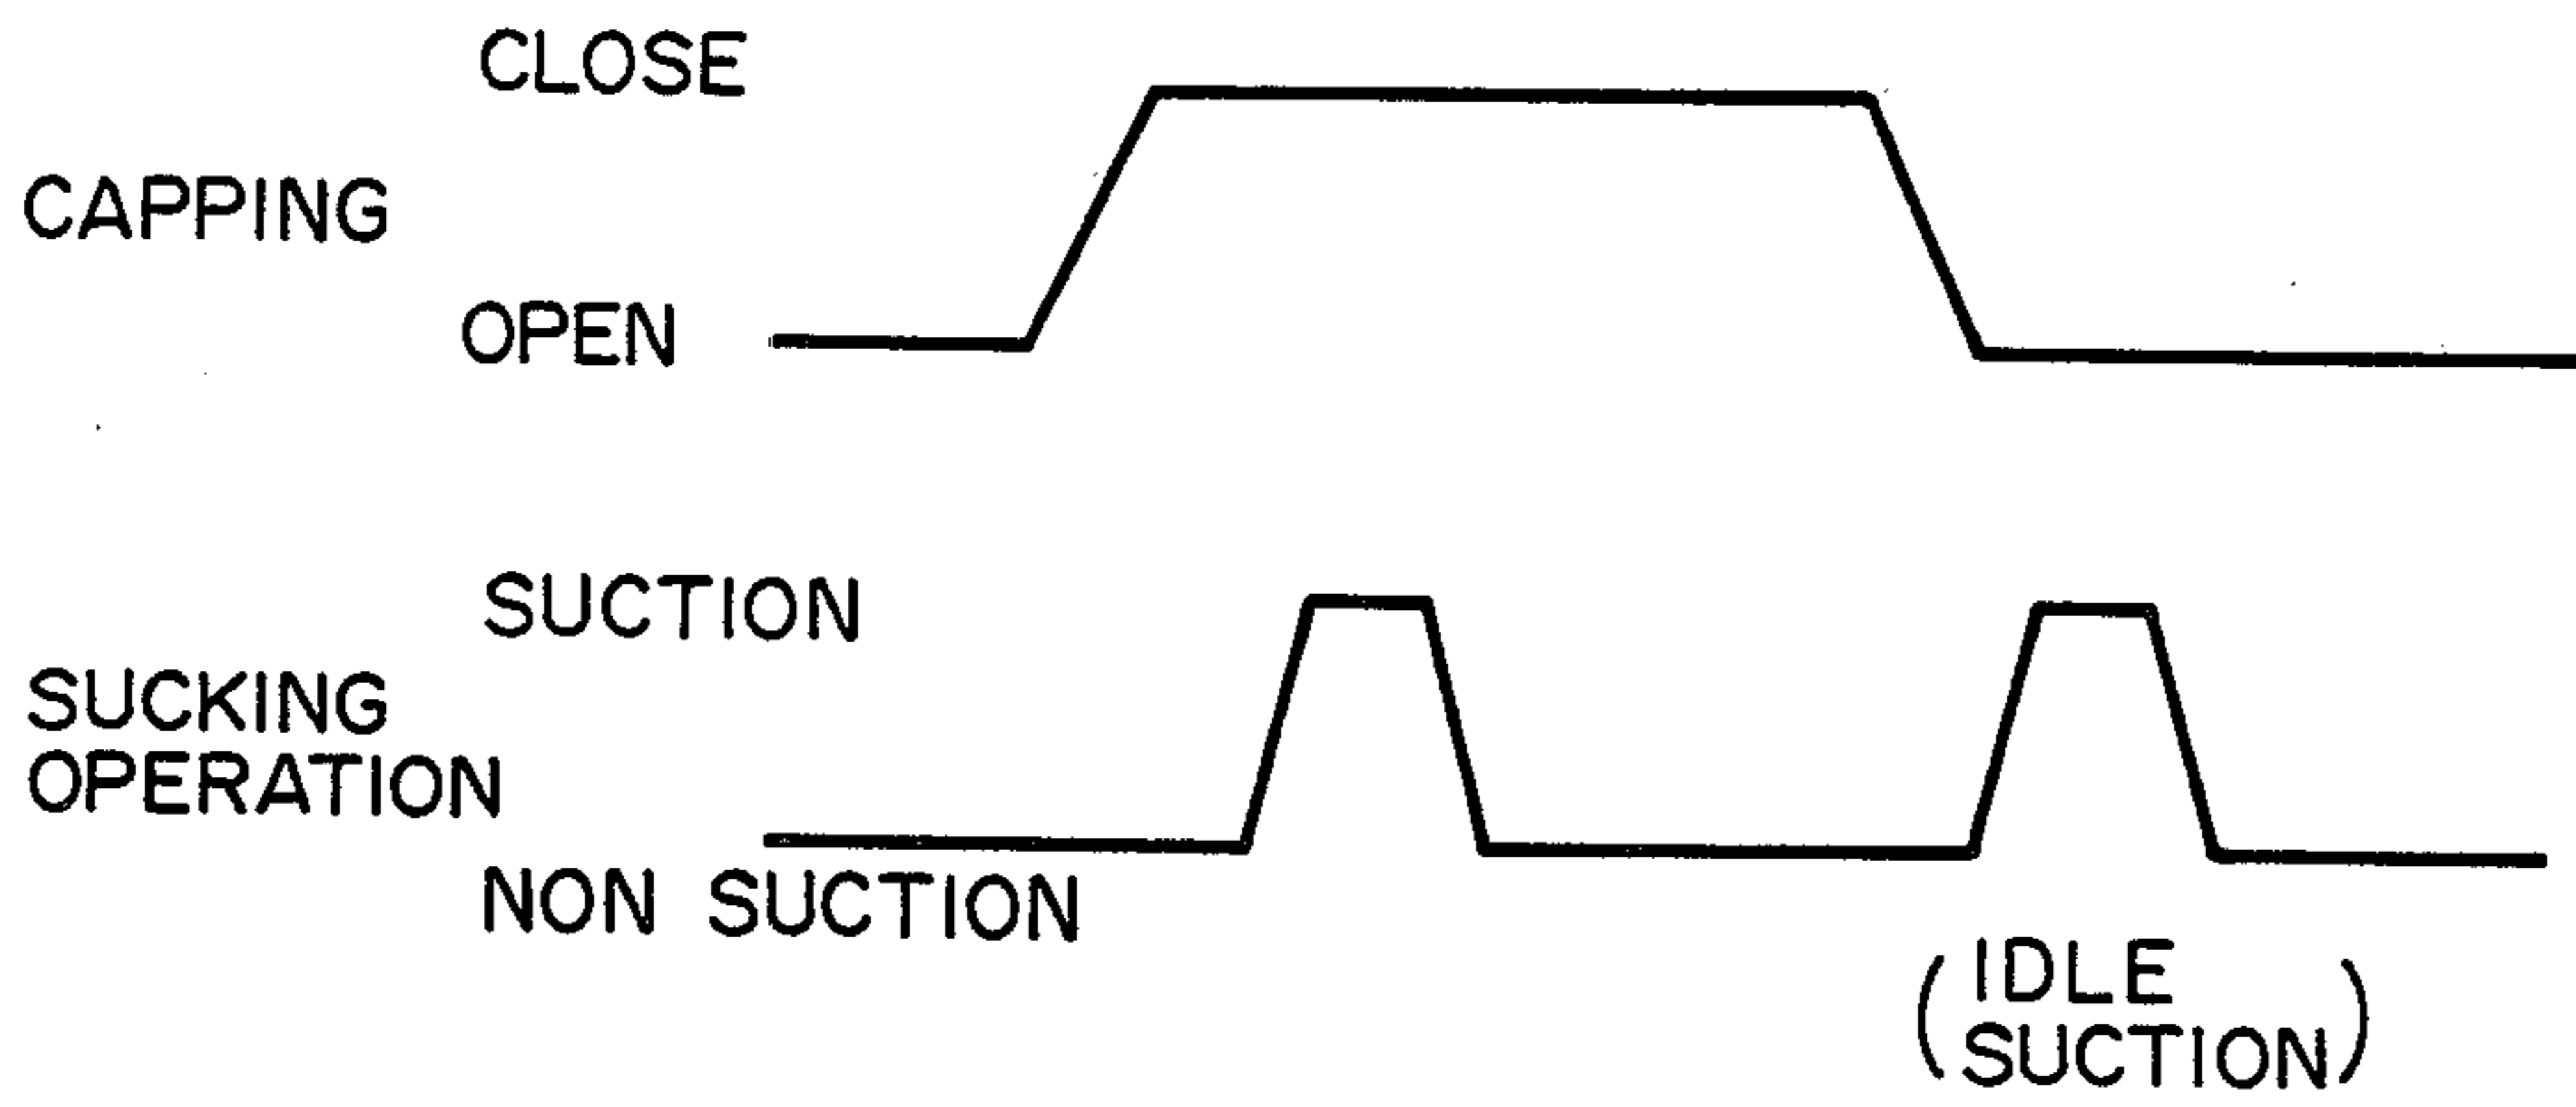 CLOSE
CAPPING
OPEN
SUCTION
SUCKING
OPERATION
NON SUCTION
(IDLE
SUCTION)